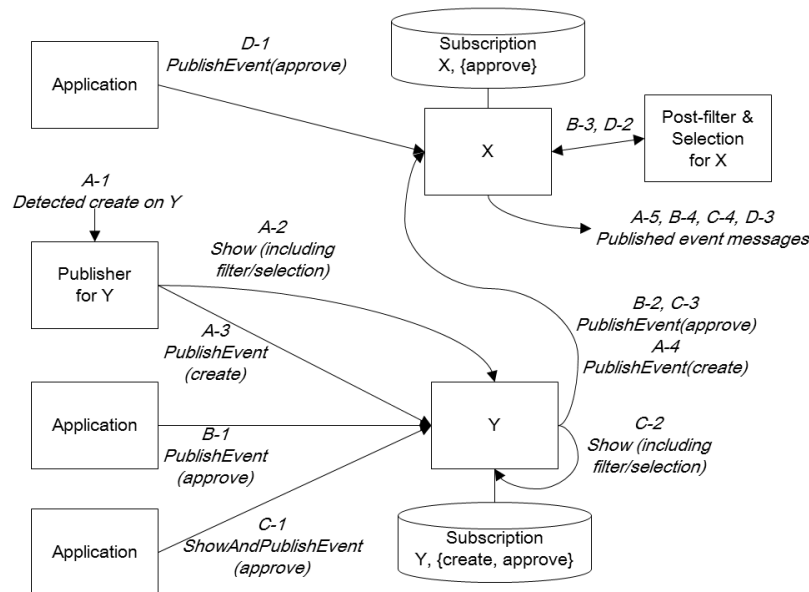 D-1
PublishEvent(approve)
Application
Subscription
X, {approve}
X
B-3, D-2
Post-filter &
Selection
for X
A-1
Detected create on Y
A-2
Show (including
filter/selection)
A-5, B-4, C-4, D-3
Published event messages
Publisher
for Y
A-3
PublishEvent
(create)
B-2, C-3
PublishEvent(approve)
A-4
PublishEvent(create)
Application
B-1
PublishEvent
(approve)
Y
C-2
Show (including
filter/selection)
Application
C-1
ShowAndPublishEvent
(approve)
Subscription
Y, {create, approve}